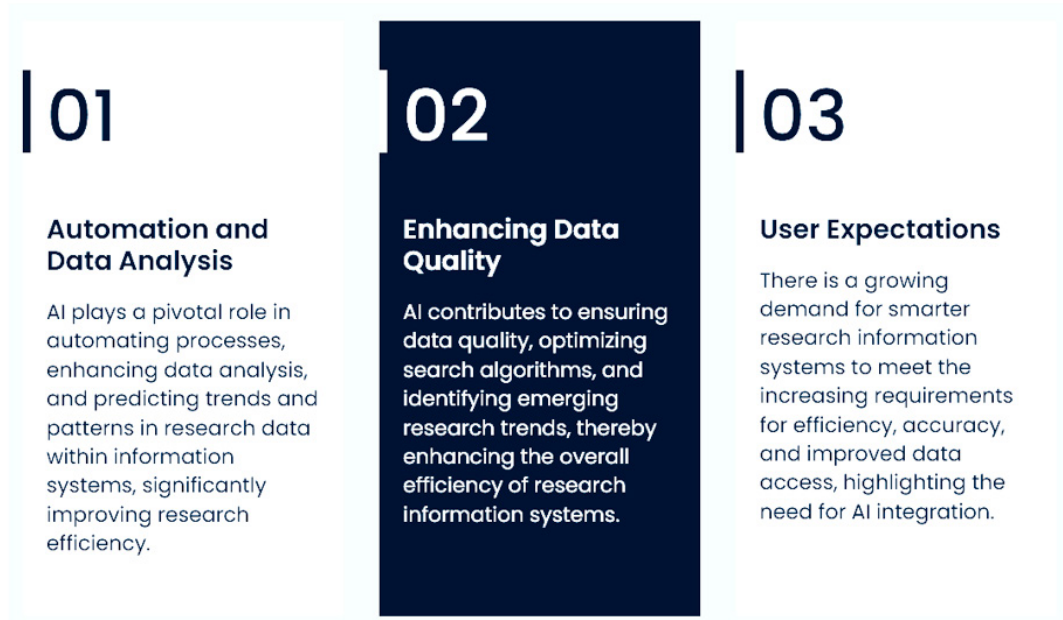 01
Automation and
Data Analysis
AI plays a pivotal role in
automating processes,
enhancing data analysis,
and predicting trends and
patterns in research data
within information
systems, significantly
improving research
efficiency.
02
Enhancing Data
Quality
AI contributes to ensuring
data quality, optimizing
search algorithms, and
identifying emerging
research trends, thereby
enhancing the overall
efficiency of research
information systems.
03
User Expectations
There is a growing
demand for smarter
research information
systems to meet the
increasing requirements
for efficiency, accuracy,
and improved data
access, highlighting the
need for AI integration.